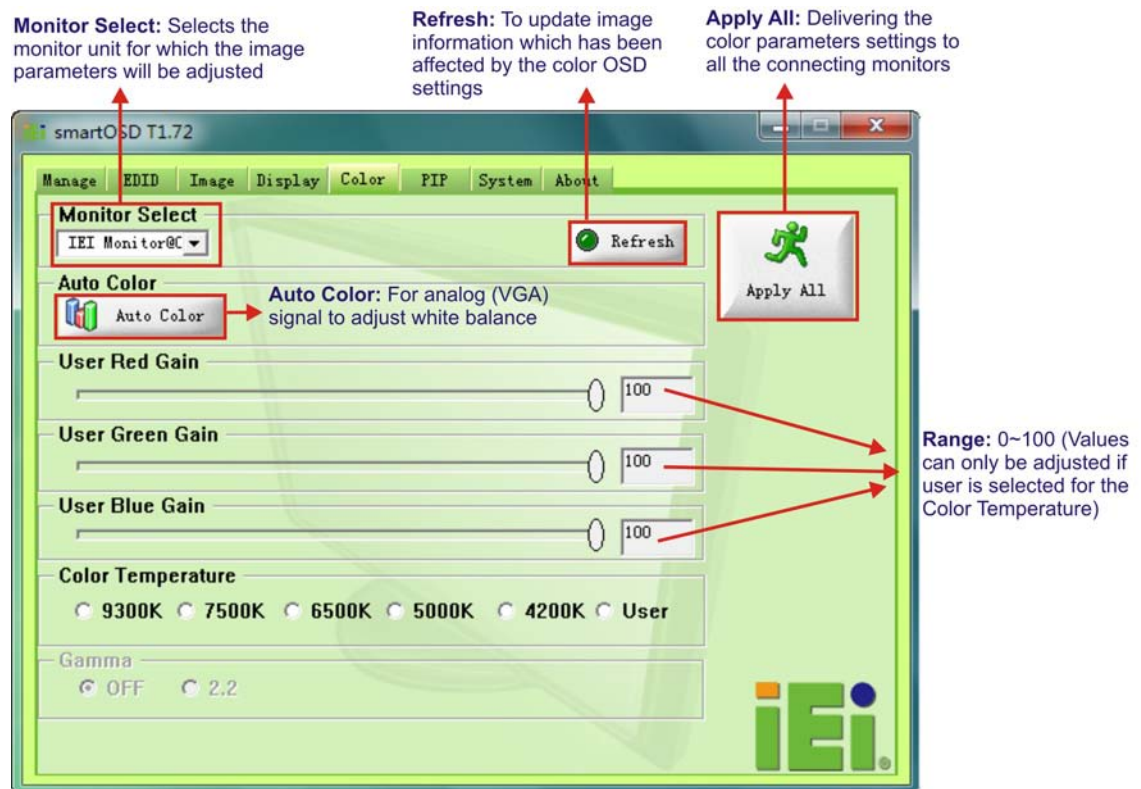 Monitor Select: Selects the
monitor unit for which the image
parameters will be adjusted
Refresh: To update image
information which has been
affected by the color OSD
settings
Apply All: Delivering the
color parameters settings to
all the connecting monitors
smartOSD T1.72
Manage EDID Image Display Color PIP System About
Monitor Select
IEI Monitor@C
Refresh
Apply All
Auto Color
Auto Color
Auto Color: For analog (VGA)
signal to adjust white balance
User Red Gain
100
User Green Gain
100
User Blue Gain
100
Range: 0~100 (Values
can only be adjusted if
user is selected for the
Color Temperature)
Color Temperature
9300K 7500K 6500K 5000K 4200K User
Gamma
OFF 2.2
iEi®